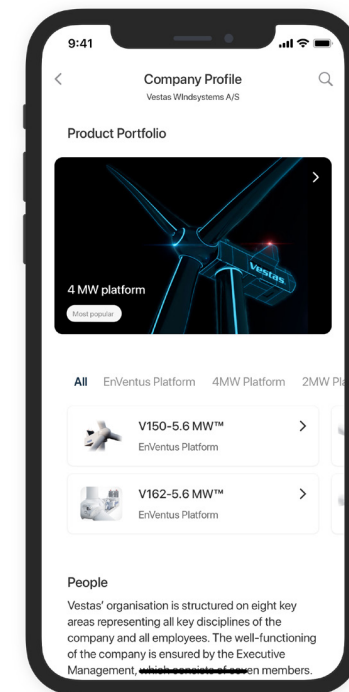 9:41
Company Profile
Vestas WIndsystems A/S
Product Portfolio
Vestas
4 MW platform
Most popular
All EnVentus Platform 4MW Platform 2MW Pla
V150-5.6 MW™
EnVentus Platform
V162-5.6 MW™
EnVentus Platform
People
Vestas’ organisation is structured on eight key
areas representing all key disciplines of the
company and all employees. The well-functioning
of the company is ensured by the Executive
Management, which consists of seven members.